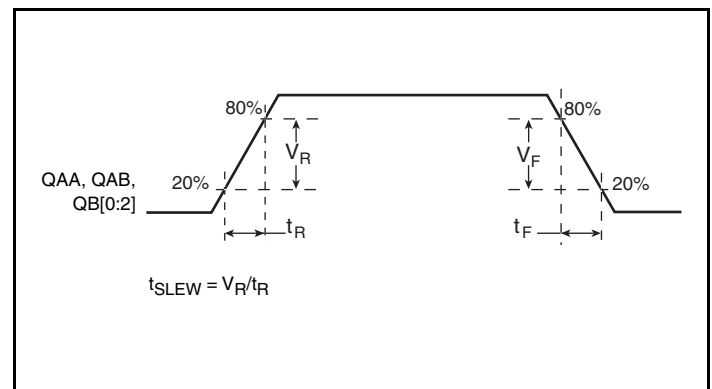 80%
80%
V_R
V_F
QAA, QAB,
QB[0:2]
20%
20%
t_R
t_F
t_SLEW = V_R/t_R